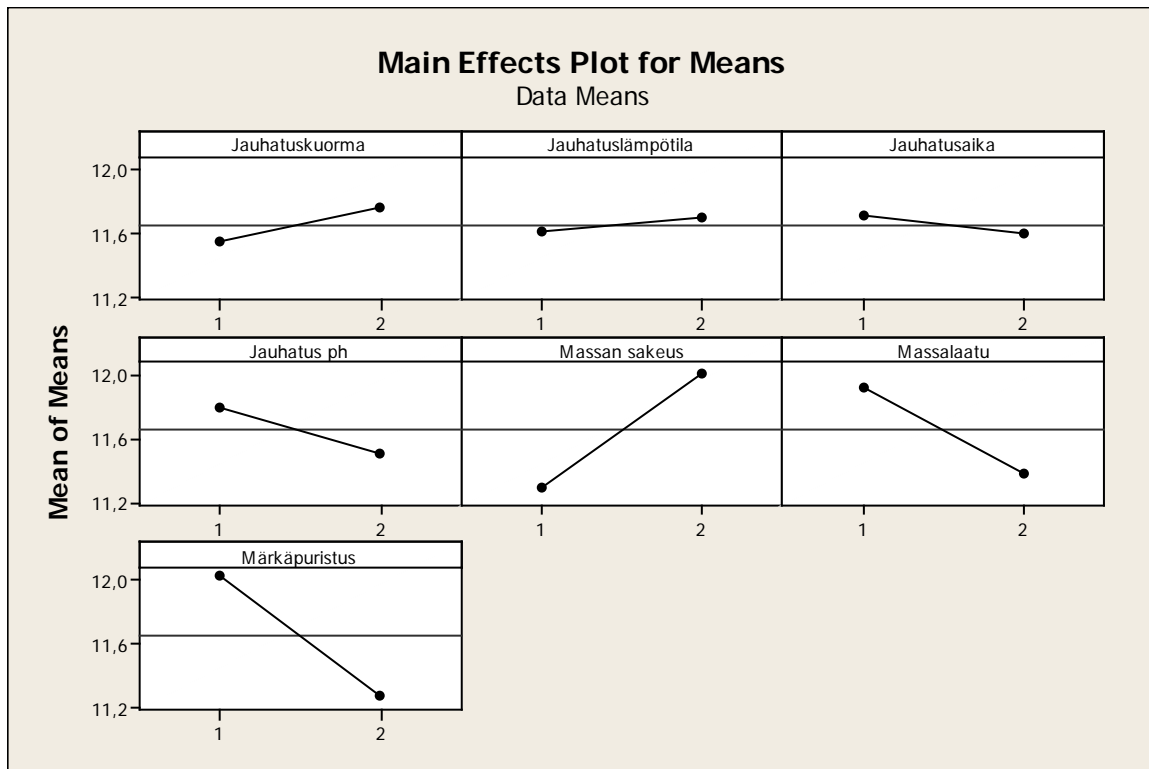 Main Effects Plot for Means
Data Means
Mean of Means
Jauhatuskuorma Jauhatuslämpötila Jauhatusaika
12,0
11,6
11,2
1 2 1 2 1 2
Jauhatus ph Massan sakeus Massalaatu
12,0
11,6
11,2
1 2 1 2 1 2
Märkäpuristus
12,0
11,6
11,2
1 2